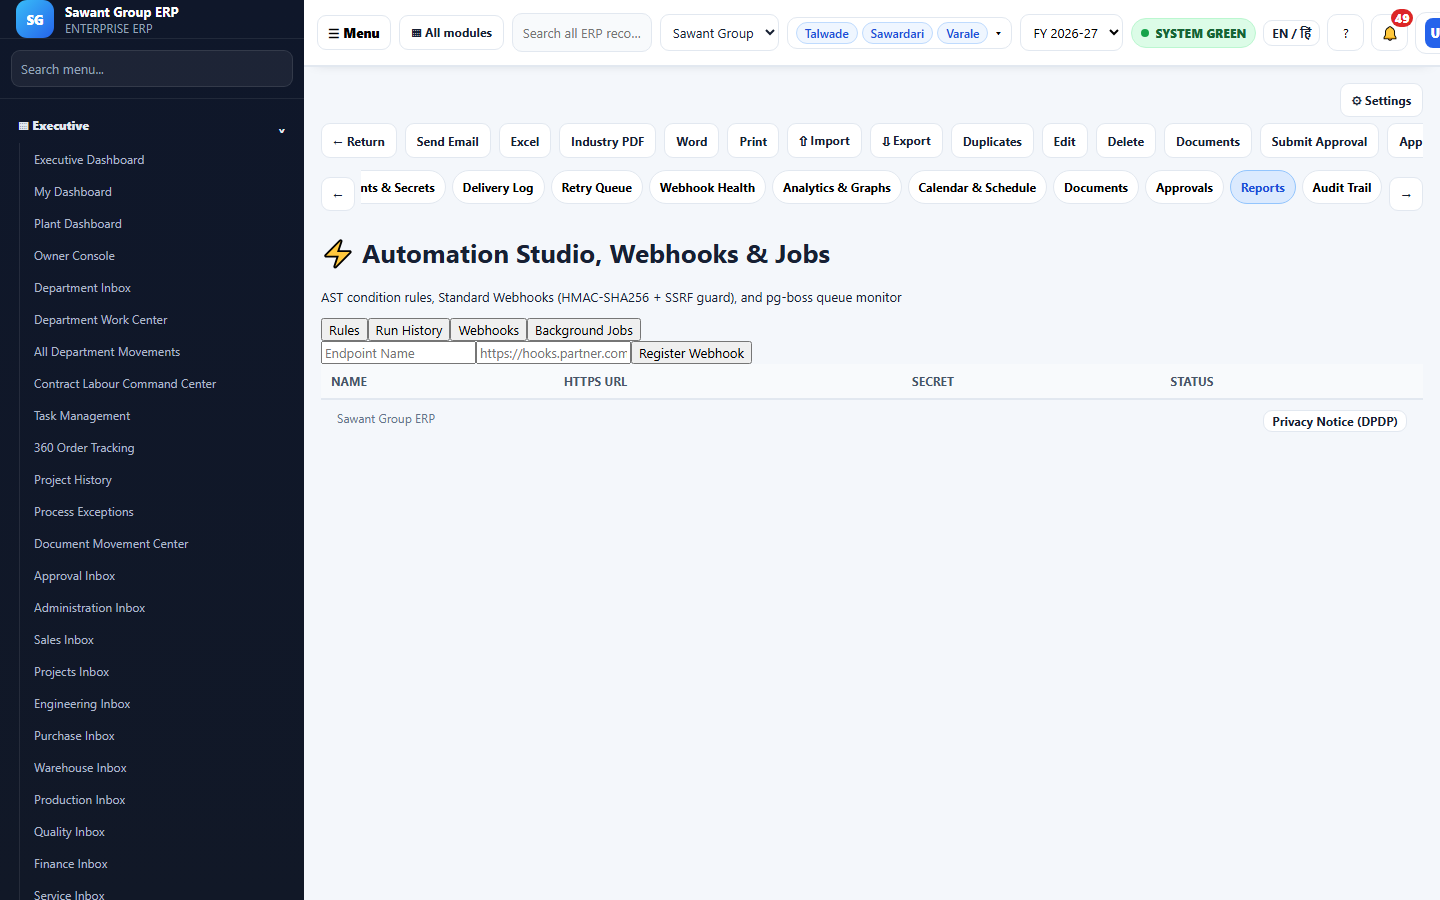 SG
Sawant Group ERP
ENTERPRISE ERP
Search menu...
Executive
Executive Dashboard
My Dashboard
Plant Dashboard
Owner Console
Department Inbox
Department Work Center
All Department Movements
Contract Labour Command Center
Task Management
360 Order Tracking
Project History
Process Exceptions
Document Movement Center
Approval Inbox
Administration Inbox
Sales Inbox
Projects Inbox
Engineering Inbox
Purchase Inbox
Warehouse Inbox
Production Inbox
Quality Inbox
Finance Inbox
Service Inbox
☰ Menu
All modules
Search all ERP reco...
Sawant Group
Talwade Sawardari Varale
FY 2026-27
SYSTEM GREEN
EN / हिं
?
49
U
⚙ Settings
← Return Send Email Excel Industry PDF Word Print ⇧ Import ⇩ Export Duplicates Edit Delete Documents Submit Approval App
← nts & Secrets Delivery Log Retry Queue Webhook Health Analytics & Graphs Calendar & Schedule Documents Approvals Reports Audit Trail →
⚡ Automation Studio, Webhooks & Jobs
AST condition rules, Standard Webhooks (HMAC-SHA256 + SSRF guard), and pg-boss queue monitor
Rules Run History Webhooks Background Jobs
Endpoint Name https://hooks.partner.com Register Webhook
NAME HTTPS URL SECRET STATUS
Sawant Group ERP Privacy Notice (DPDP)